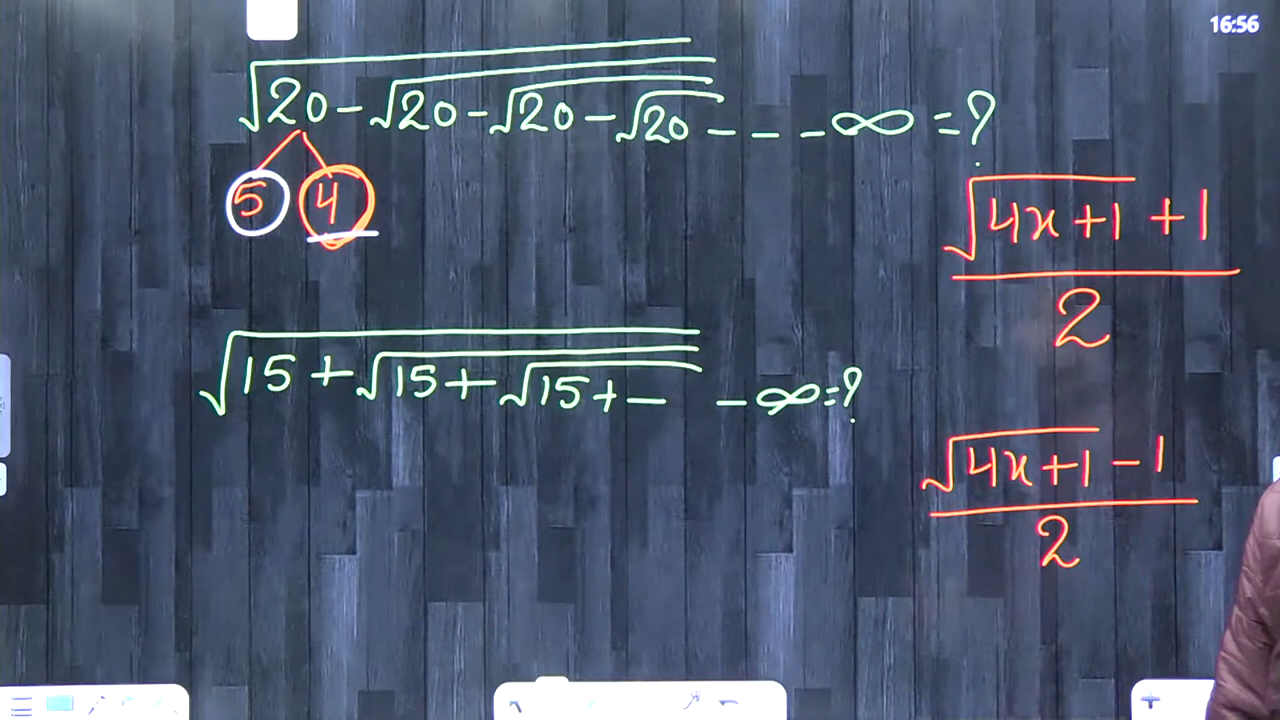 16:56
√20-√20-√20-√20 - - - ∞ =?
5 4
√4x+1 +1
2
√15+√15+√15+- - ∞=?
√4x+1 -1
2